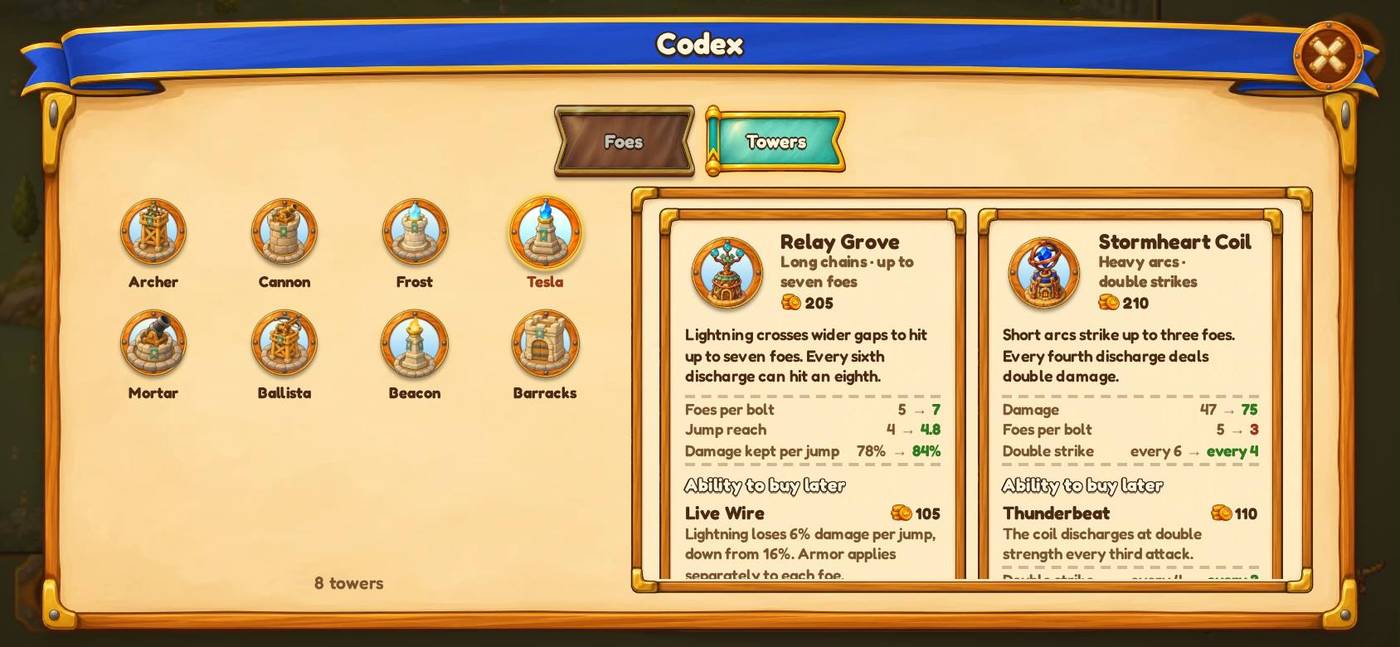 Codex
Foes
Towers
Archer
Cannon
Frost
Tesla
Mortar
Ballista
Beacon
Barracks
8 towers
Relay Grove
Long chains · up to
seven foes
205
Lightning crosses wider gaps to hit
up to seven foes. Every sixth
discharge can hit an eighth.
Foes per bolt 5 → 7
Jump reach 4 → 4.8
Damage kept per jump 78% → 84%
Ability to buy later
Live Wire 105
Lightning loses 6% damage per jump,
down from 16%. Armor applies
separately to each foe.
Stormheart Coil
Heavy arcs ·
double strikes
210
Short arcs strike up to three foes.
Every fourth discharge deals
double damage.
Damage 47 → 75
Foes per bolt 5 → 3
Double strike every 6 → every 4
Ability to buy later
Thunderbeat 110
The coil discharges at double
strength every third attack.
Double strike